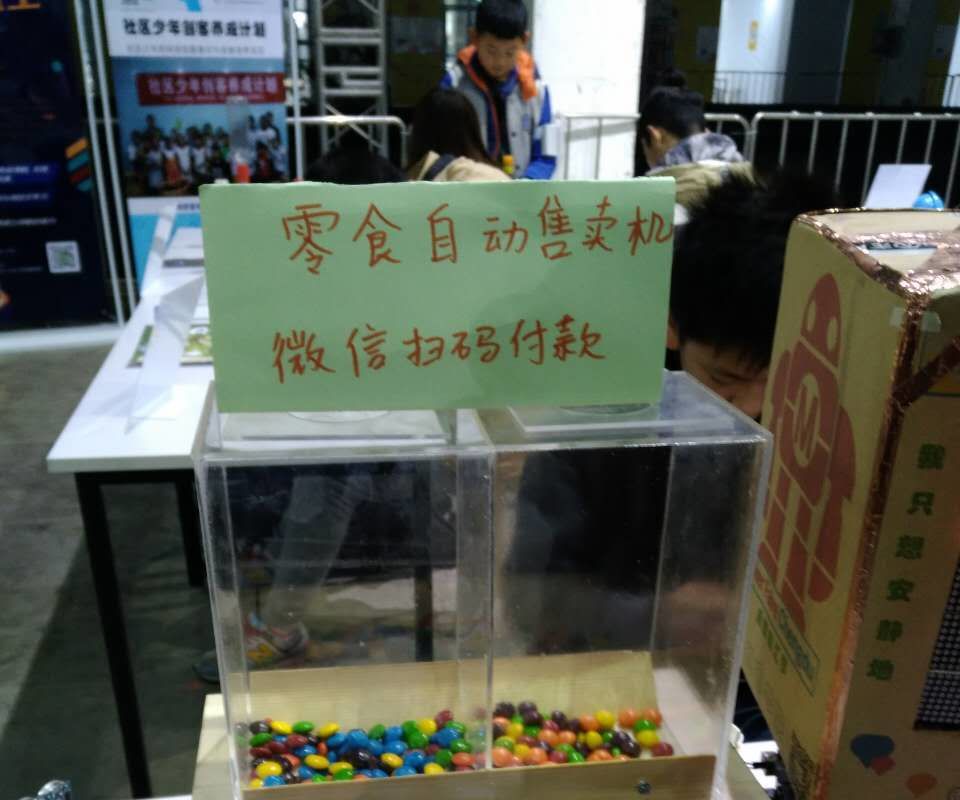 社区少年创客养成计划
社区少年创客养成计划
零食自动售卖机
微信扫码付款
我只想安静地
N